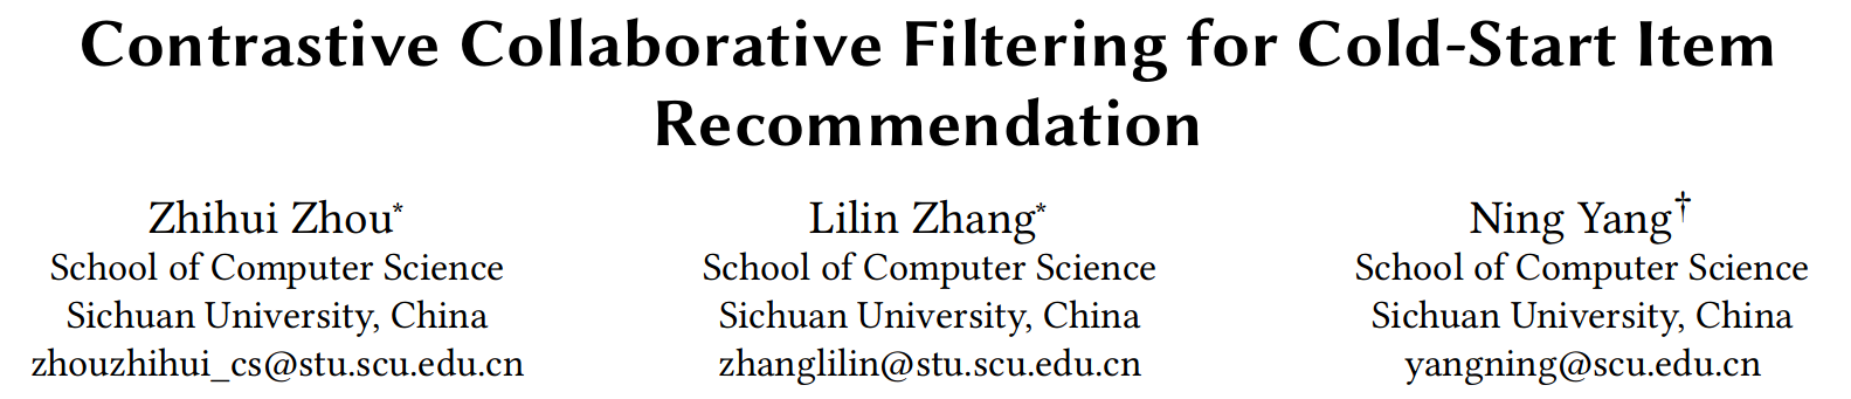 Contrastive Collaborative Filtering for Cold-Start Item
Recommendation
Zhihui Zhou*
School of Computer Science
Sichuan University, China
zhouzhihui_cs@stu.scu.edu.cn
Lilin Zhang*
School of Computer Science
Sichuan University, China
zhanglilin@stu.scu.edu.cn
Ning Yang†
School of Computer Science
Sichuan University, China
yangning@scu.edu.cn